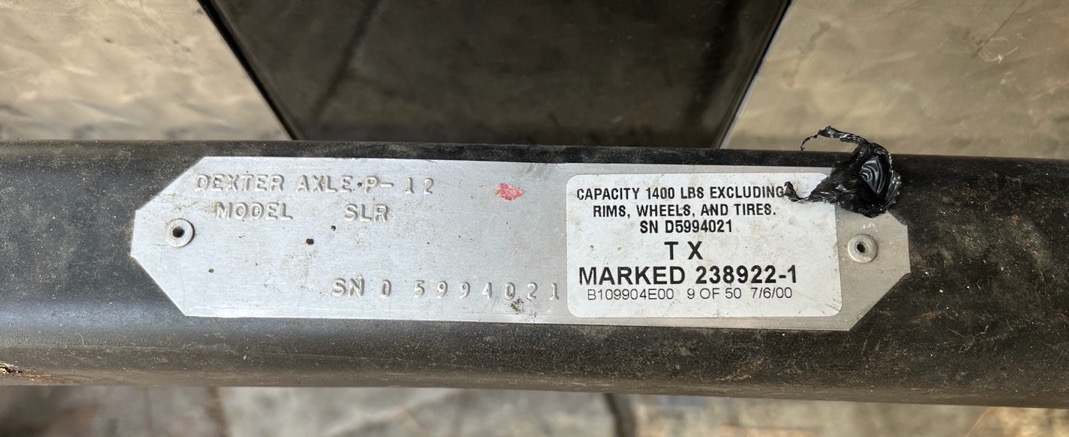 DEXTER AXLE·P-12
MODEL SLR
SN D 5994021
CAPACITY 1400 LBS EXCLUDING
RIMS, WHEELS, AND TIRES.
SN D5994021
TX
MARKED 238922-1
B109904E00 9 OF 50 7/6/00